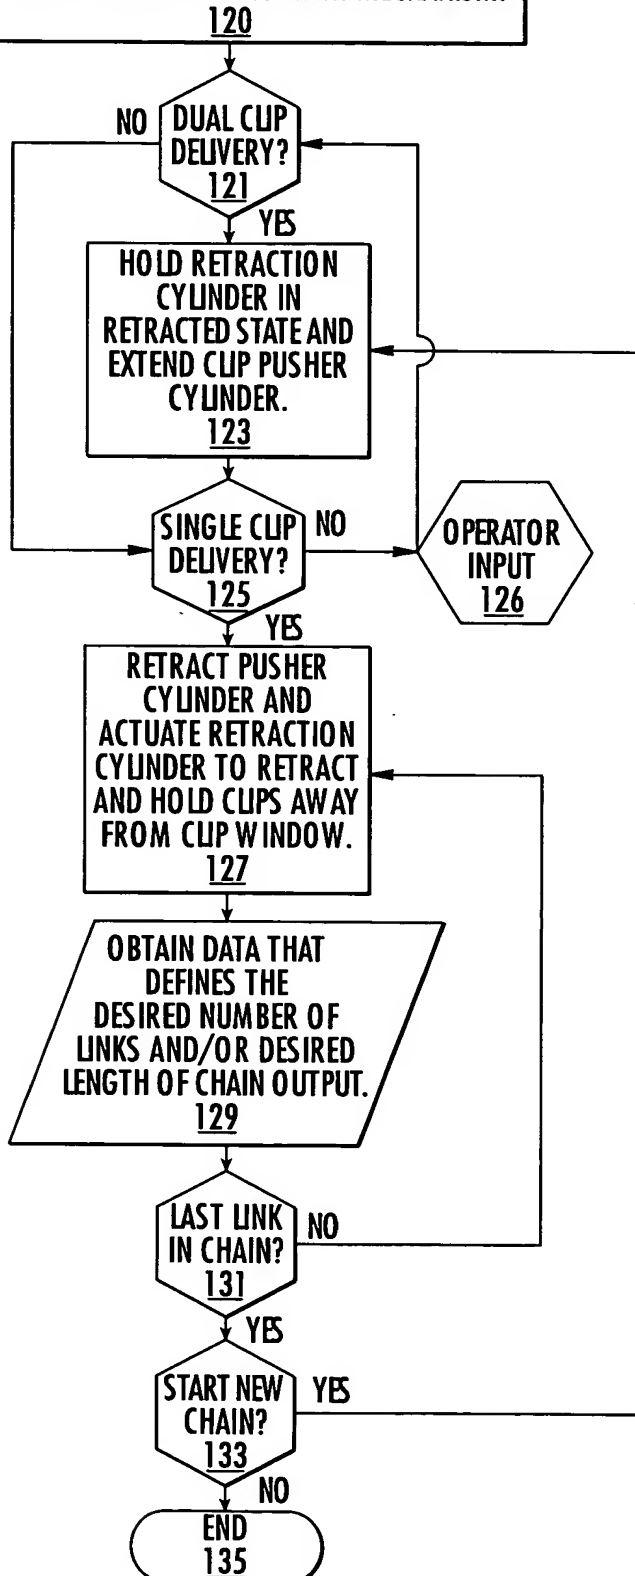 120
NO
DUAL CLIP
DELIVERY?
121
YES
HOLD RETRACTION
CYLINDER IN
RETRACTED STATE AND
EXTEND CLIP PUSHER
CYLINDER.
123
SINGLE CLIP
DELIVERY?
125
NO
OPERATOR
INPUT
126
YES
RETRACT PUSHER
CYLINDER AND
ACTUATE RETRACTION
CYLINDER TO RETRACT
AND HOLD CLIPS AWAY
FROM CLIP WINDOW.
127
OBTAIN DATA THAT
DEFINES THE
DESIRED NUMBER OF
LINKS AND/OR DESIRED
LENGTH OF CHAIN OUTPUT.
129
LAST LINK
IN CHAIN?
131
NO
YES
START NEW
CHAIN?
133
YES
NO
END
135